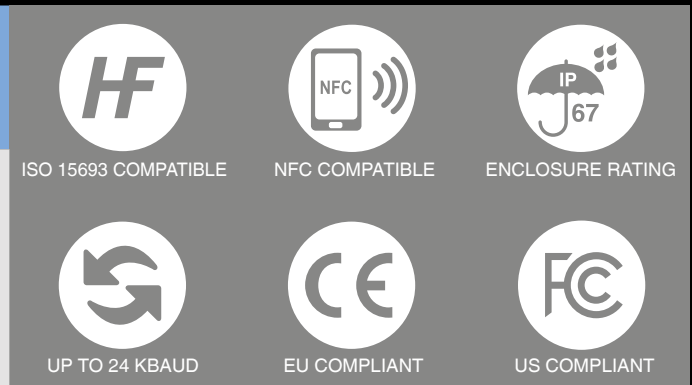 HF
NFC
IP
67
ISO 15693 COMPATIBLE
NFC COMPATIBLE
ENCLOSURE RATING
CE
FC
UP TO 24 KBAUD
EU COMPLIANT
US COMPLIANT